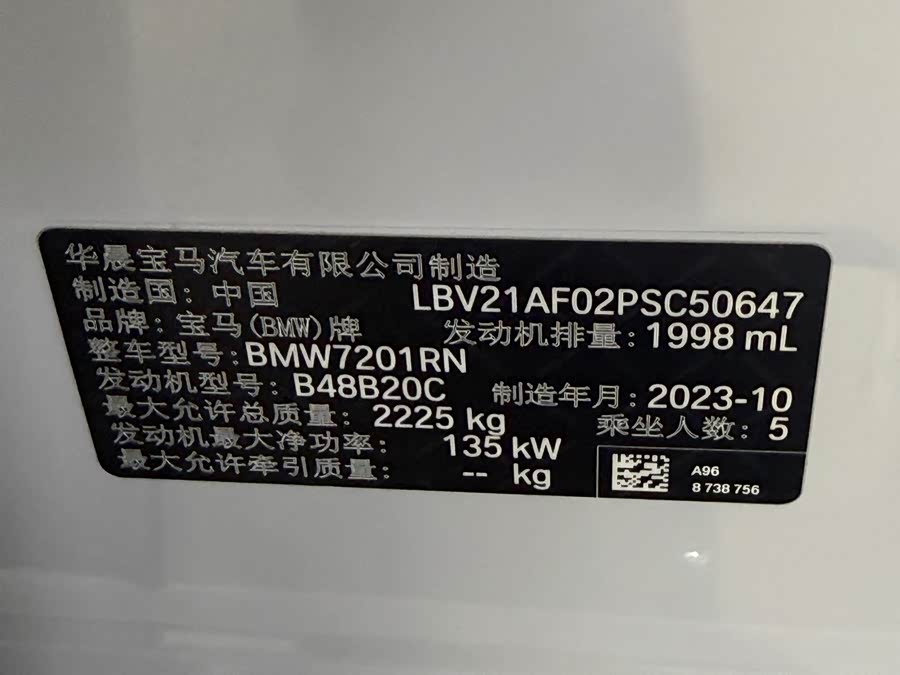 华晨宝马汽车有限公司制造
制造国：中国 LBV21AF02PSC50647
品牌：宝马(BMW)牌 发动机排量：1998 mL
整车型号：BMW7201RN
发动机型号：B48B20C 制造年月：2023-10
最大允许总质量：2225 kg 乘坐人数：5
发动机最大净功率：135 kW
最大允许牵引质量：-- kg
A96
8 738 756